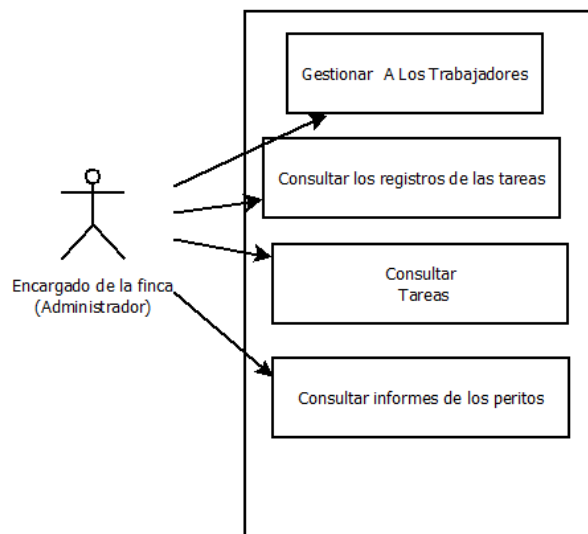 Gestionar A Los Trabajadores
Consultar los registros de las tareas
Consultar
Tareas
Encargado de la finca
(Administrador)
Consultar informes de los peritos